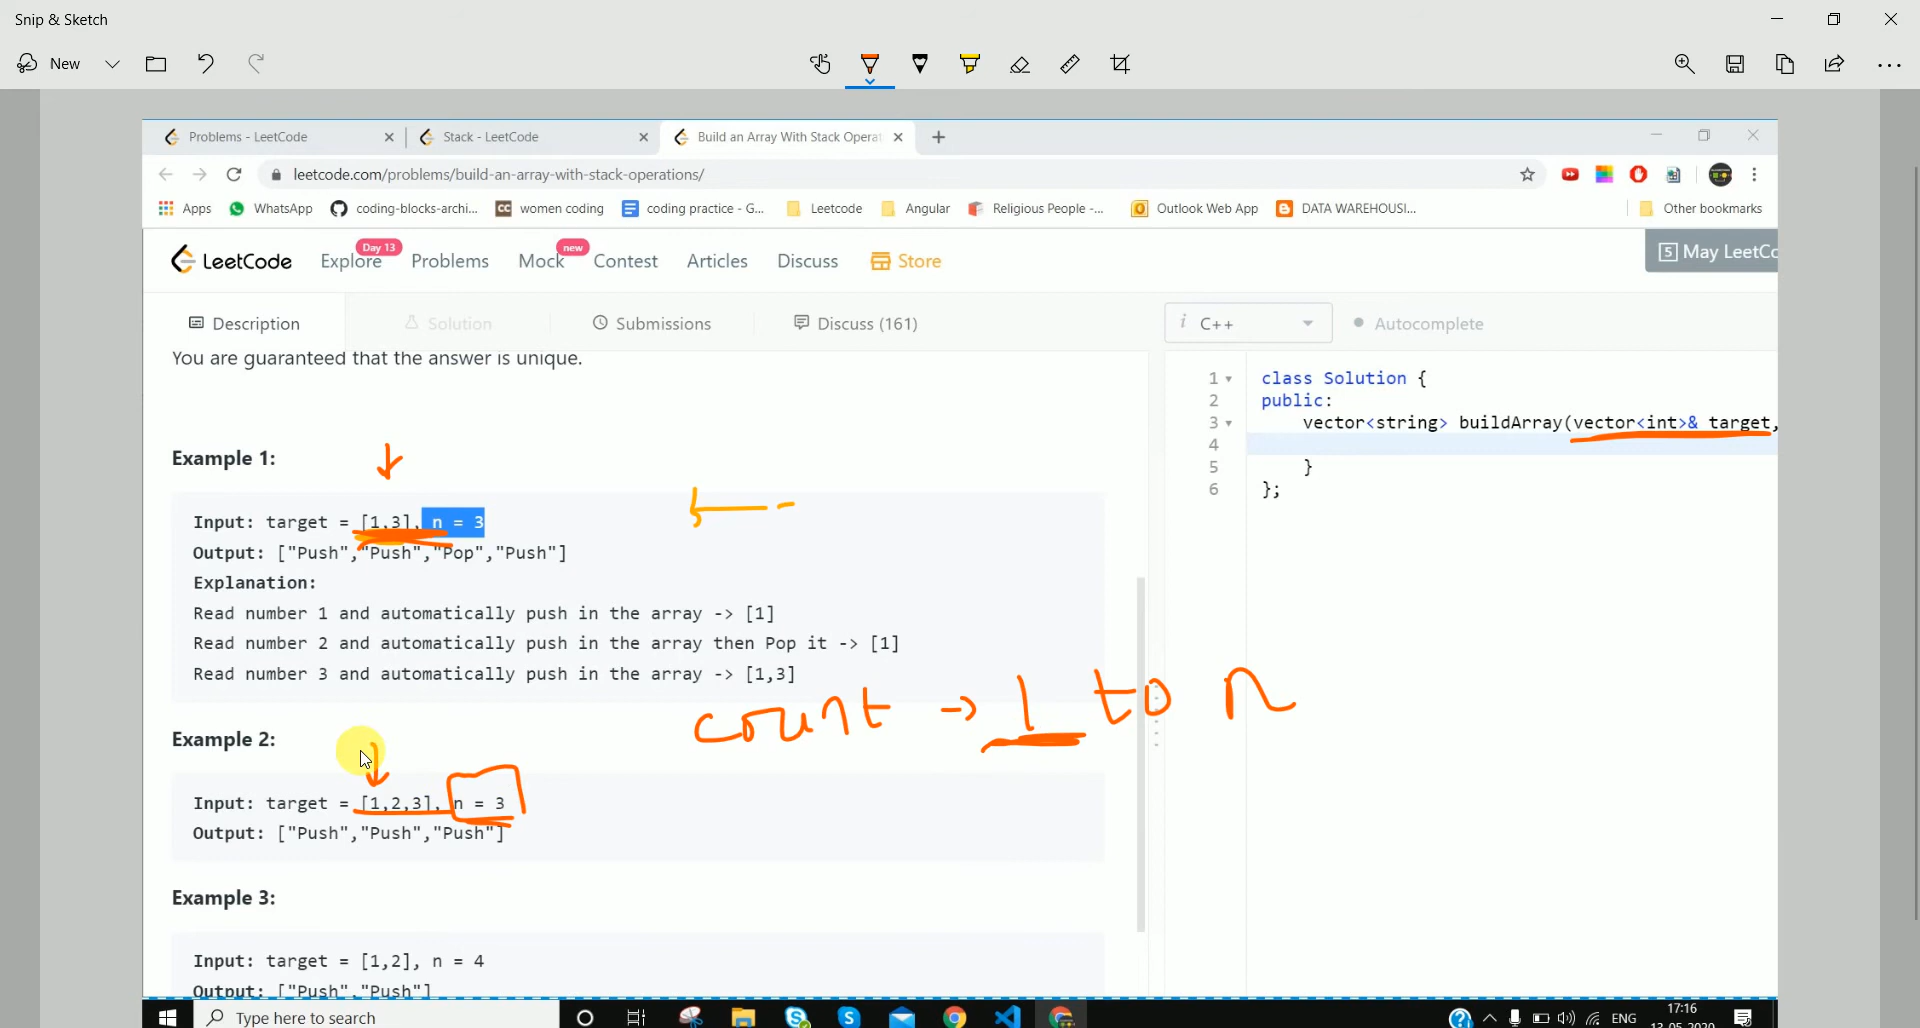 Snip & Sketch
New
Problems - LeetCode
Stack - LeetCode
Build an Array With Stack Operat
leetcode.com/problems/build-an-array-with-stack-operations/
Apps
WhatsApp
coding-blocks-archi...
CC
women coding
coding practice - G...
Leetcode
Angular
Religious People -...
Outlook Web App
DATA WAREHOUSI...
Other bookmarks
LeetCode
Explore
Day 13
Problems
Mock
new
Contest
Articles
Discuss
Store
5 May LeetCo
Description
Solution
Submissions
Discuss (161)
i C++
Autocomplete
You are guaranteed that the answer is unique.
Example 1:
Input: target = [1,3], n = 3
Output: ["Push","Push","Pop","Push"]
Explanation:
Read number 1 and automatically push in the array -> [1]
Read number 2 and automatically push in the array then Pop it -> [1]
Read number 3 and automatically push in the array -> [1,3]
count -> 1 to n
Example 2:
Input: target = [1,2,3], n = 3
Output: ["Push","Push","Push"]
Example 3:
Input: target = [1,2], n = 4
Output: ["Push","Push"]
1 class Solution {
2 public:
3 vector<string> buildArray(vector<int>& target,
4
5 }
6 };
Type here to search
ENG
17:16
13-05-2020